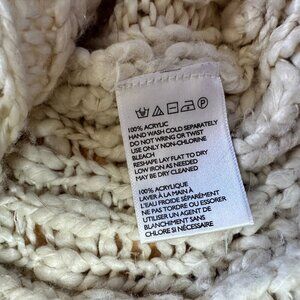 100% ACRYLIC
HAND WASH COLD SEPARATELY
DO NOT WRING OR TWIST
USE ONLY NON-CHLORINE
BLEACH
RESHAPE LAY FLAT TO DRY
LOW IRON AS NEEDED
MAY BE DRY CLEANED
100% ACRYLIQUE
LAVER À LA MAIN À
L'EAU FROIDE SÉPARÉMENT
NE PAS TORDRE OU ESSORER
UTILISER UN AGENT DE
BLANCHIMENT SANS
CHLORE SI NÉCESSAIRE